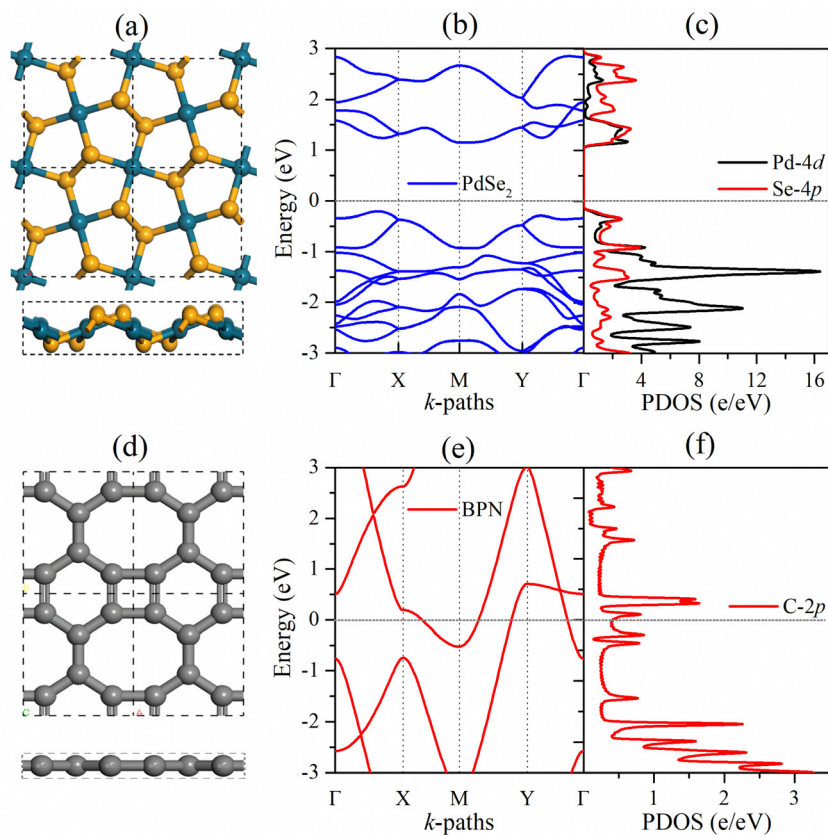 (a)
(b)
(c)
3
2
1
0
-1
-2
-3
Energy (eV)
PdSe₂
Γ X M Y Γ
k-paths
Pd-4d
Se-4p
4 8 12 16
PDOS (e/eV)
(d)
(e)
(f)
C
A
3
2
1
0
-1
-2
-3
Energy (eV)
BPN
Γ X M Y Γ
k-paths
C-2p
1 2 3
PDOS (e/eV)